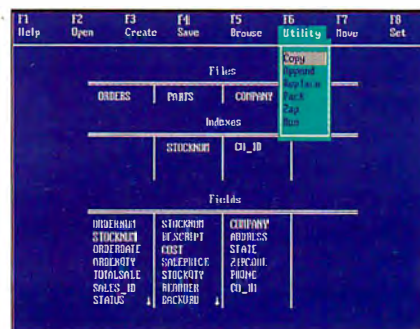 F1 F2 F3 F4 F5 F6 F7 F8
Help Open Create Save Browse Utility Move Set
Copy
Append
Replace
Pack
Zap
Run
Files
ORDERS PARTS COMPANY
Indexes
STOCKNUM CO_ID
Fields
ORDERNUM STOCKNUM COMPANY
STOCKNUM DESCRIPT ADDRESS
ORDERDATE COST STATE
ORDERQTY SALEPRICE ZIPCODE
TOTALSALE STOCKQTY PHONE
SALES_ID REORDER CO_ID
STATUS BACKORD